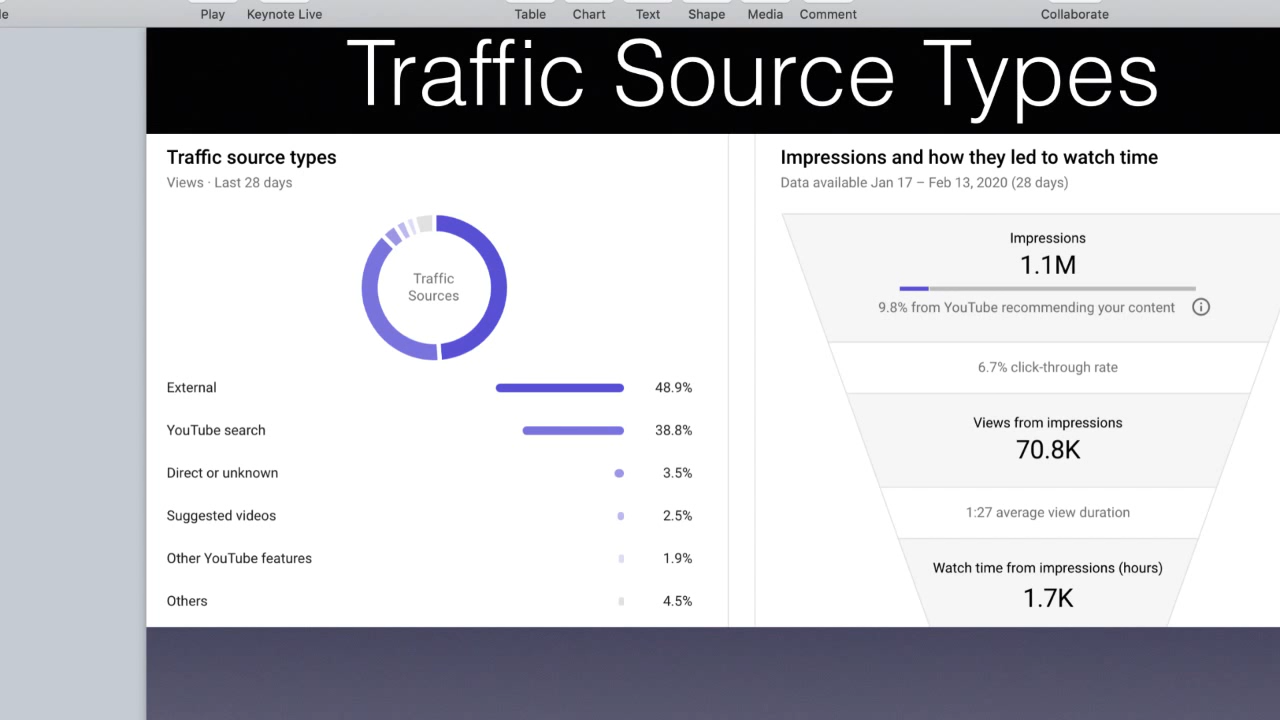 Play
Keynote Live
Table
Chart
Text
Shape
Media
Comment
Collaborate
Traffic Source Types
Traffic source types
Views · Last 28 days
Traffic
Sources
External 48.9%
YouTube search 38.8%
Direct or unknown 3.5%
Suggested videos 2.5%
Other YouTube features 1.9%
Others 4.5%
Impressions and how they led to watch time
Data available Jan 17 – Feb 13, 2020 (28 days)
Impressions
1.1M
9.8% from YouTube recommending your content
6.7% click-through rate
Views from impressions
70.8K
1:27 average view duration
Watch time from impressions (hours)
1.7K